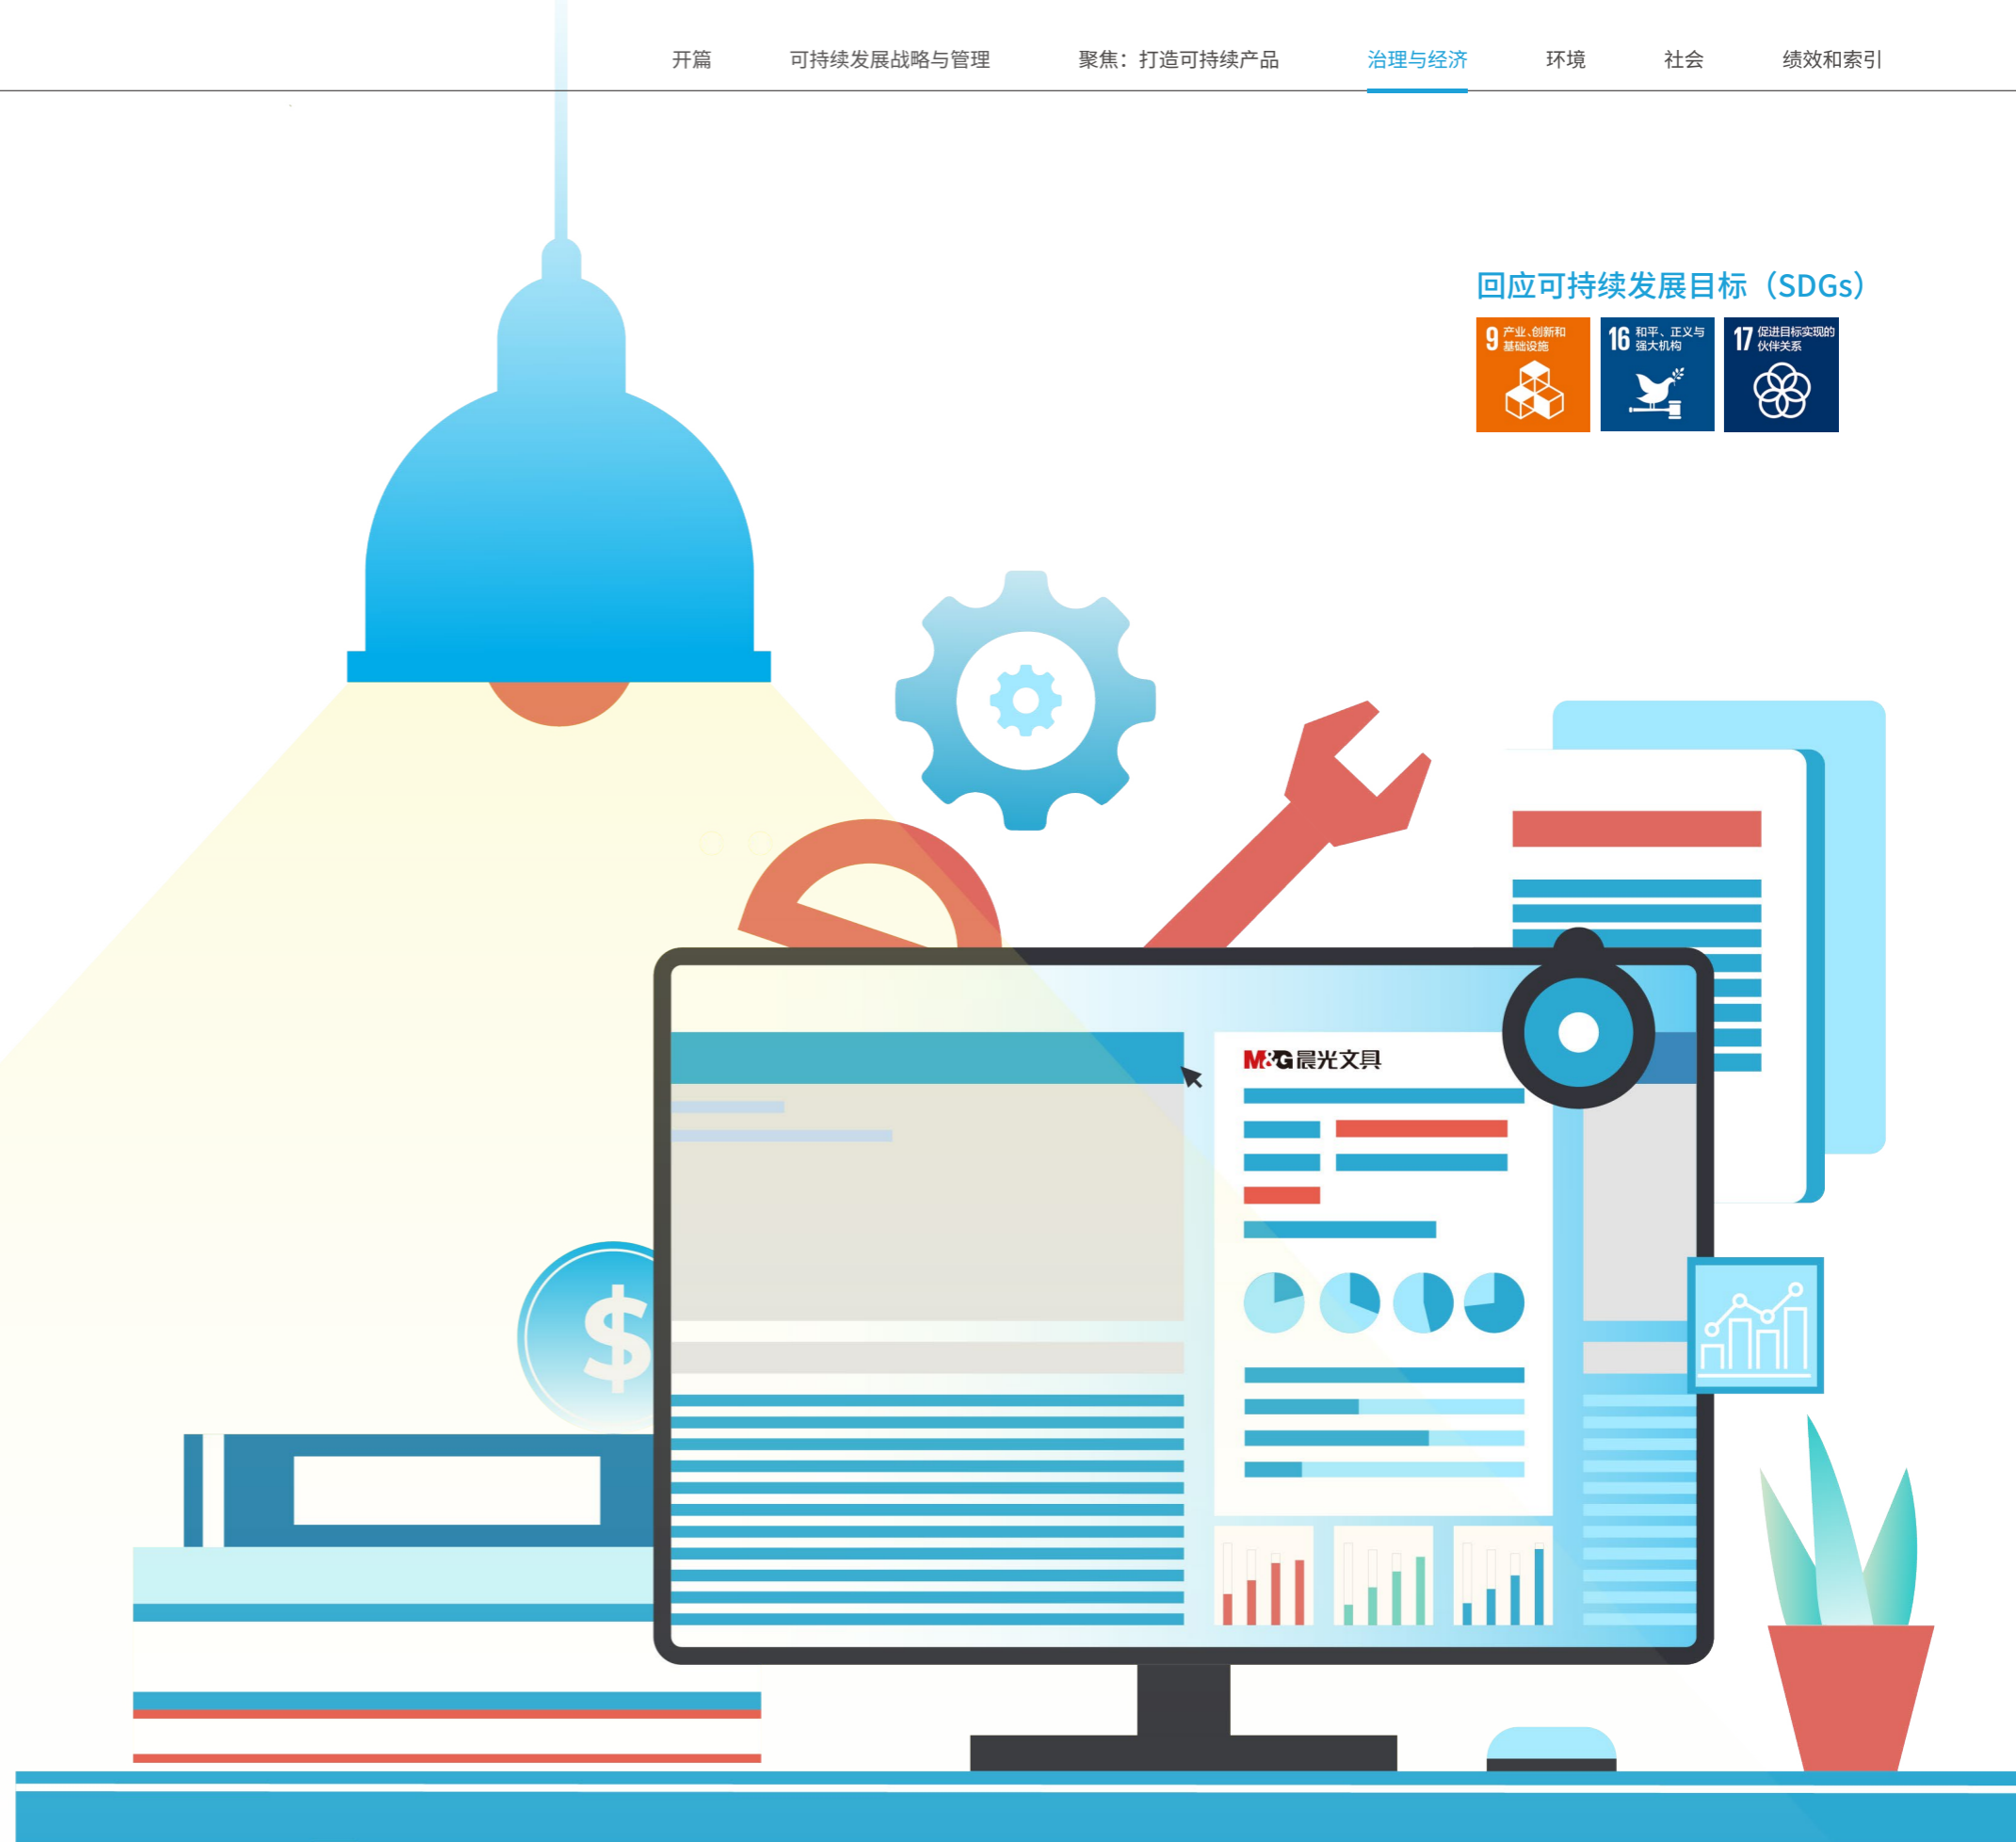 开篇 可持续发展战略与管理 聚焦：打造可持续产品 治理与经济 环境 社会 绩效和索引
回应可持续发展目标（SDGs）
9 产业、创新和
基础设施
16 和平、正义与
强大机构
17 促进目标实现的
伙伴关系
M&G晨光文具
$